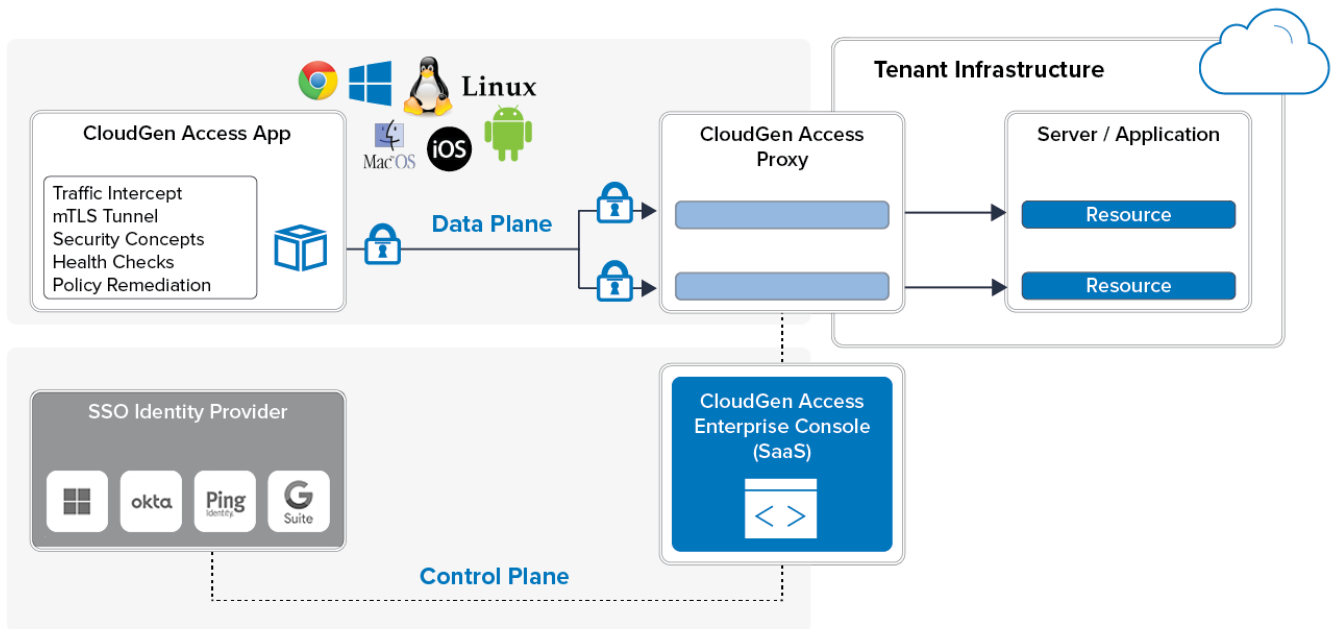 Tenant Infrastructure
Linux
Mac OS
iOS
CloudGen Access App
Traffic Intercept
mTLS Tunnel
Security Concepts
Health Checks
Policy Remediation
Data Plane
CloudGen Access
Proxy
Server / Application
Resource
Resource
SSO Identity Provider
okta
Ping
Identity.
G
Suite
CloudGen Access
Enterprise Console
(SaaS)
< >
Control Plane